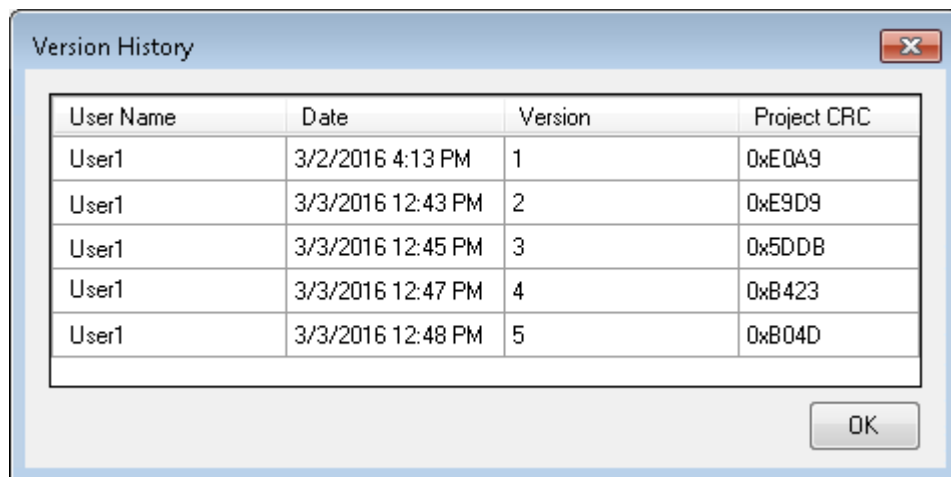 Version History
User Name Date Version Project CRC
User1 3/2/2016 4:13 PM 1 0xE0A9
User1 3/3/2016 12:43 PM 2 0xE9D9
User1 3/3/2016 12:45 PM 3 0x5DDB
User1 3/3/2016 12:47 PM 4 0xB423
User1 3/3/2016 12:48 PM 5 0xB04D
OK